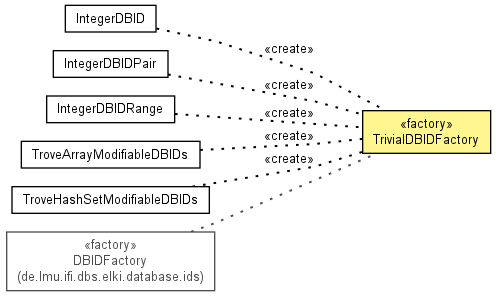 IntegerDBID
«create»
IntegerDBIDPair
«create»
IntegerDBIDRange
«create»
«factory»
TrivialDBIDFactory
TroveArrayModifiableDBIDs
«create»
TroveHashSetModifiableDBIDs
«create»
«factory»
DBIDFactory
(de.lmu.ifi.dbs.elki.database.ids)